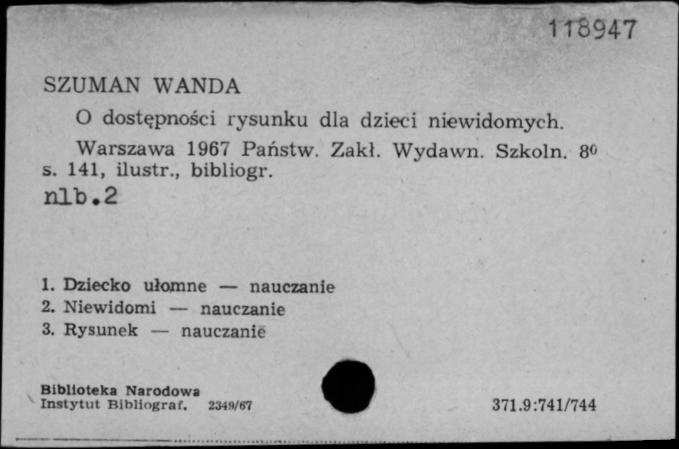 118947
SZUMAN WANDA
O dostępności rysunku dla dzieci niewidomych.
Warszawa 1967 Państw. Zakł. Wydawn. Szkoln. 8º
s. 141, ilustr., bibliogr.
nlb.2
1. Dziecko ułomne — nauczanie
2. Niewidomi — nauczanie
3. Rysunek — nauczanie
Biblioteka Narodowa
Instytut Bibliograf. 2349/67
371.9:741/744